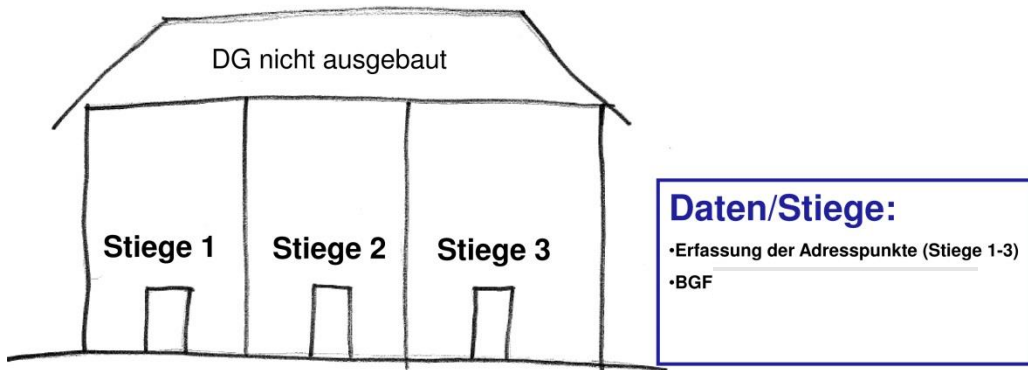 DG nicht ausgebaut
Stiege 1
Stiege 2
Stiege 3
Daten/Stiege:
•Erfassung der Adresspunkte (Stiege 1-3)
•BGF